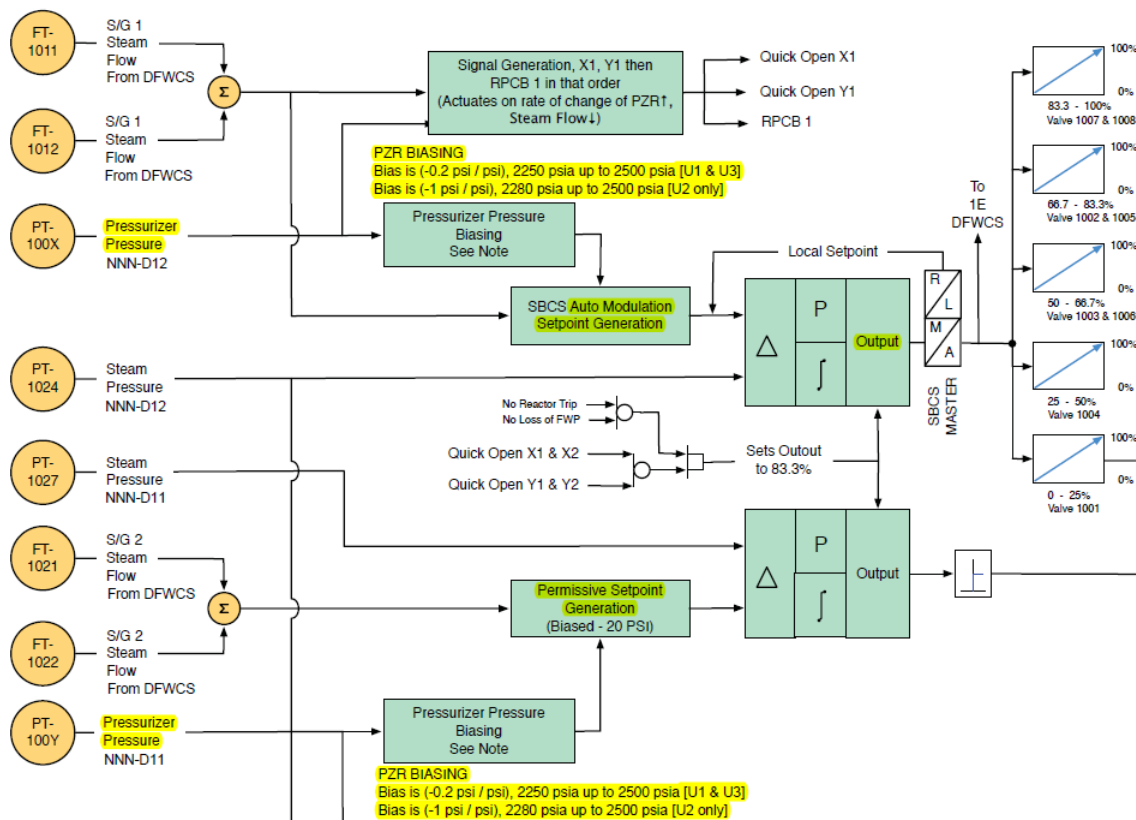 FT-
1011
S/G 1
Steam
Flow
From DFWCS
Σ
FT-
1012
S/G 1
Steam
Flow
From DFWCS
Signal Generation, X1, Y1 then
RPCB 1 in that order
(Actuates on rate of change of PZR↑,
Steam Flow↓)
Quick Open X1
Quick Open Y1
RPCB 1
PZR BIASING
Bias is (-0.2 psi / psi), 2250 psia up to 2500 psia [U1 & U3]
Bias is (-1 psi / psi), 2280 psia up to 2500 psia [U2 only]
PT-
100X
Pressurizer
Pressure
NNN-D12
Pressurizer Pressure
Biasing
See Note
SBCS Auto Modulation
Setpoint Generation
Local Setpoint
Δ
P
∫
Output
R
L
M
A
SBCS
MASTER
To
1E
DFWCS
100%
0%
83.3 - 100%
Valve 1007 & 1008
100%
0%
66.7 - 83.3%
Valve 1002 & 1005
100%
0%
50 - 66.7%
Valve 1003 & 1006
100%
0%
25 - 50%
Valve 1004
100%
0%
0 - 25%
Valve 1001
PT-
1024
Steam
Pressure
NNN-D12
No Reactor Trip
No Loss of FWP
Quick Open X1 & X2
Quick Open Y1 & Y2
Sets Outout
to 83.3%
PT-
1027
Steam
Pressure
NNN-D11
FT-
1021
S/G 2
Steam
Flow
From DFWCS
Σ
FT-
1022
S/G 2
Steam
Flow
From DFWCS
Permissive Setpoint
Generation
(Biased - 20 PSI)
Δ
P
∫
Output
PT-
100Y
Pressurizer
Pressure
NNN-D11
Pressurizer Pressure
Biasing
See Note
PZR BIASING
Bias is (-0.2 psi / psi), 2250 psia up to 2500 psia [U1 & U3]
Bias is (-1 psi / psi), 2280 psia up to 2500 psia [U2 only]